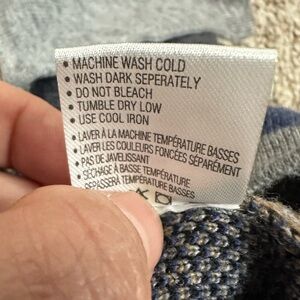 • MACHINE WASH COLD
• WASH DARK SEPERATELY
• DO NOT BLEACH
• TUMBLE DRY LOW
• USE COOL IRON
• LAVER À LA MACHINE TEMPÉRATURE BASSES
• LAVER LES COULEURS FONCÉES SÉPARÉMENT
• PAS DE JAVELISSANT
• SÉCHAGE À BASSE TEMPÉRATURE
REPASSER À TEMPÉRATURE BASSES